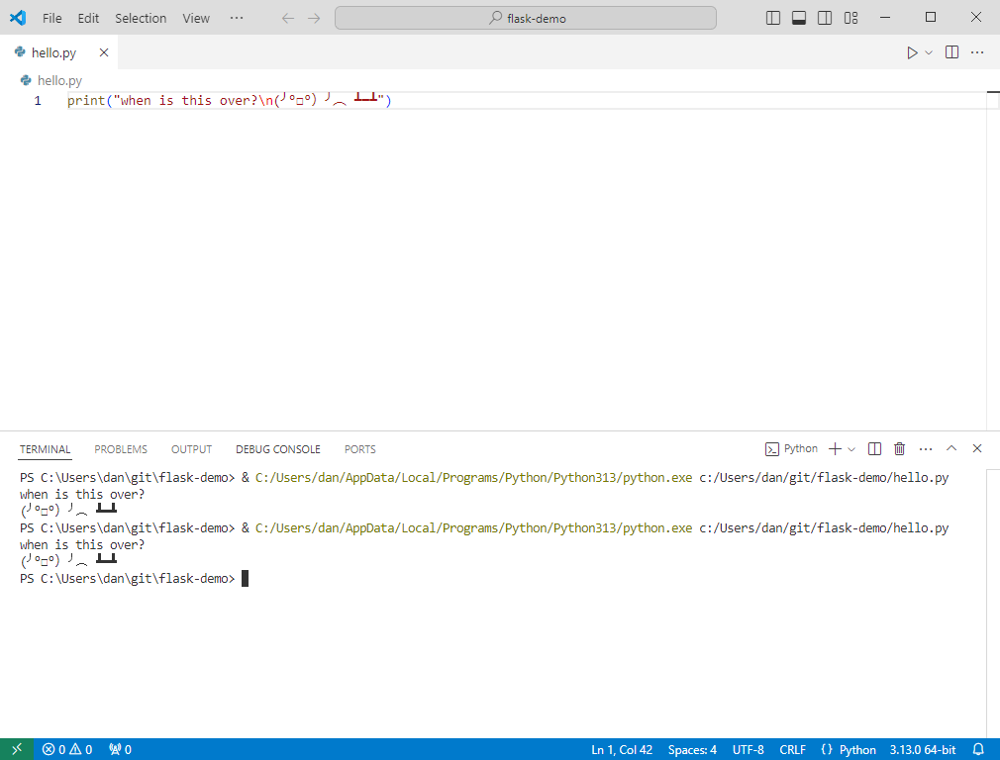 File Edit Selection View ··· flask-demo
hello.py
hello.py
1 print("when is this over?\n(╯°□°) ╯︵ ┻━┻")
TERMINAL PROBLEMS OUTPUT DEBUG CONSOLE PORTS Python ···
PS C:\Users\dan\git\flask-demo> & C:/Users/dan/AppData/Local/Programs/Python/Python313/python.exe c:/Users/dan/git/flask-demo/hello.py
when is this over?
(╯°□°) ╯︵ ┻━┻
PS C:\Users\dan\git\flask-demo> & C:/Users/dan/AppData/Local/Programs/Python/Python313/python.exe c:/Users/dan/git/flask-demo/hello.py
when is this over?
(╯°□°) ╯︵ ┻━┻
PS C:\Users\dan\git\flask-demo>
0 0 0 Ln 1, Col 42 Spaces: 4 UTF-8 CRLF {} Python 3.13.0 64-bit